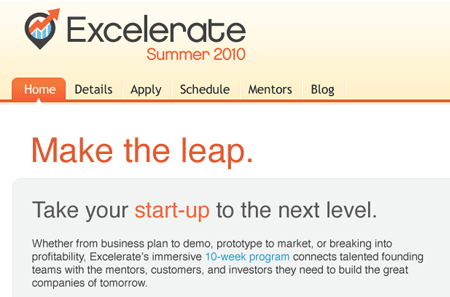 Excelerate
Summer 2010
Home Details Apply Schedule Mentors Blog
Make the leap.
Take your start-up to the next level.
Whether from business plan to demo, prototype to market, or breaking into
profitability, Excelerate's immersive 10-week program connects talented founding
teams with the mentors, customers, and investors they need to build the great
companies of tomorrow.